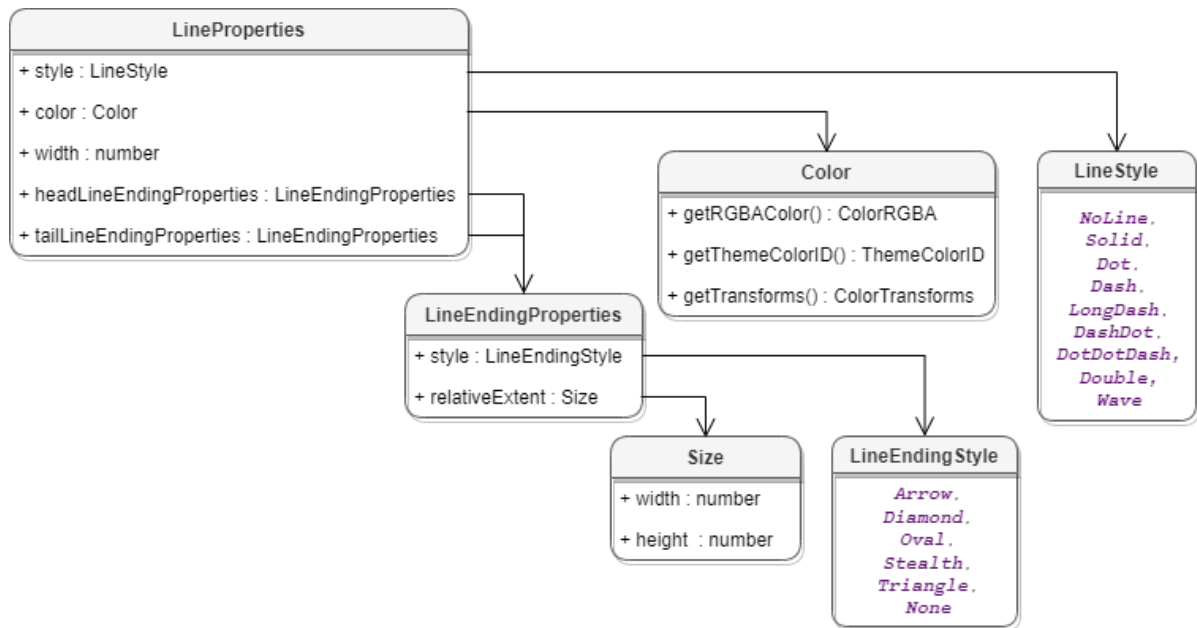 LineProperties
+ style : LineStyle
+ color : Color
+ width : number
+ headLineEndingProperties : LineEndingProperties
+ tailLineEndingProperties : LineEndingProperties
Color
+ getRGBAColor() : ColorRGBA
+ getThemeColorID() : ThemeColorID
+ getTransforms() : ColorTransforms
LineStyle
NoLine,
Solid,
Dot,
Dash,
LongDash,
DashDot,
DotDotDash,
Double,
Wave
LineEndingProperties
+ style : LineEndingStyle
+ relativeExtent : Size
Size
+ width : number
+ height : number
LineEndingStyle
Arrow,
Diamond,
Oval,
Stealth,
Triangle,
None